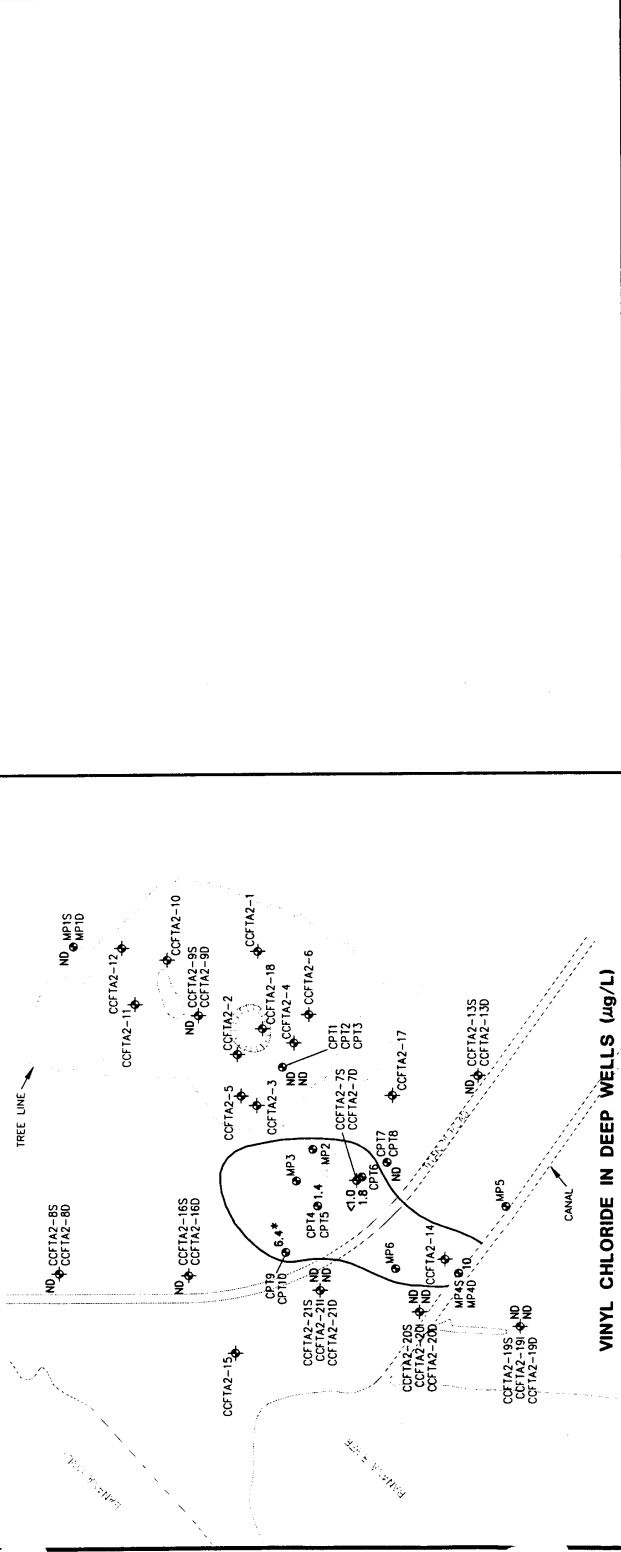 TREE LINE
ND
MP1S
MP1D
CCFTA2-12
CCFTA2-11
CCFTA2-10
ND
CCFTA2-9S
CCFTA2-9D
ND
CCFTA2-8S
CCFTA2-8D
ND
CCFTA2-16S
CCFTA2-16D
CCFTA2-15
CCFTA2-5
CCFTA2-3
CCFTA2-2
CCFTA2-18
CCFTA2-4
CCFTA2-1
CCFTA2-6
ND
ND
CPT1
CPT2
CPT3
CCFTA2-7S
CCFTA2-7D
<1.0
1.8
CPT6
MP3
MP2
CPT4
CPT5
1.4
CPT9
CPT10
6.4*
CCFTA2-21S
CCFTA2-21I
CCFTA2-21D
ND
ND
CPT7
CPT8
ND
CCFTA2-17
MP6
CCFTA2-14
MP4S
MP4D
10
CCFTA2-20S
CCFTA2-20I
CCFTA2-20D
ND
ND
ND
CCFTA2-13S
CCFTA2-13D
MP5
CCFTA2-19S
CCFTA2-19I
CCFTA2-19D
ND
ND
CANAL
VINYL CHLORIDE IN DEEP WELLS (µg/L)